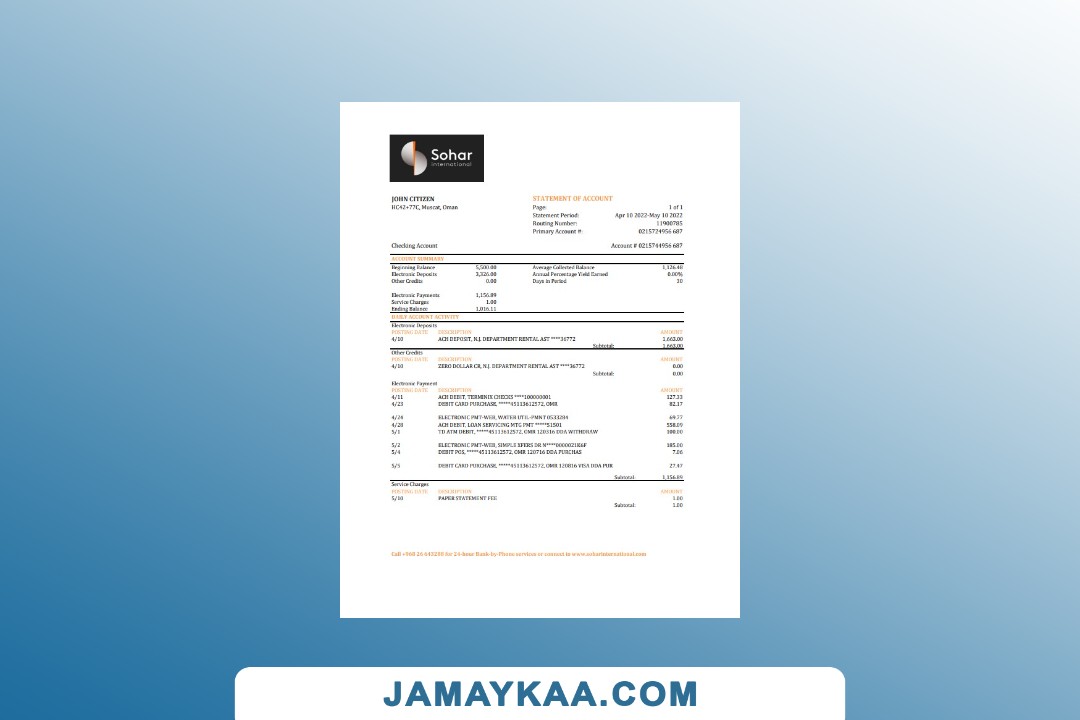 Sohar
International
JOHN CITIZEN
HC42+77C, Muscat, Oman
STATEMENT OF ACCOUNT
Page: 1 of 1
Statement Period: Apr 10 2022-May 10 2022
Routing Number: 11900785
Primary Account #: 0215724956 687
Checking Account Account # 0215744956 687
ACCOUNT SUMMARY
Beginning Balance 5,500.00 Average Collected Balance 1,126.48
Electronic Deposits 3,326.00 Annual Percentage Yield Earned 0.00%
Other Credits 0.00 Days in Period 30
Electronic Payments 1,156.89
Service Charges 1.00
Ending Balance 1,016.11
DAILY ACCOUNT ACTIVITY
Electronic Deposits
POSTING DATE DESCRIPTION AMOUNT
4/10 ACH DEPOSIT, N.J. DEPARTMENT RENTAL AST ****36772 1,663.00
Subtotal: 1,663.00
Other Credits
POSTING DATE DESCRIPTION AMOUNT
4/10 ZERO DOLLAR CR, N.J. DEPARTMENT RENTAL AST ****36772 0.00
Subtotal: 0.00
Electronic Payment
POSTING DATE DESCRIPTION AMOUNT
4/11 ACH DEBIT, TERMINIX CHECKS ****100000001 127.33
4/23 DEBIT CARD PURCHASE, *****45113612572, OMR 82.17
4/24 ELECTRONIC PMT-WEB, WATER UTIL-PMNT 0533284 69.77
4/28 ACH DEBIT, LOAN SERVICING MTG PMT *****51501 558.09
5/1 TD ATM DEBIT, *****45113612572, OMR 120316 DDA WITHDRAW 100.00
5/2 ELECTRONIC PMT-WEB, SIMPLE XFERS DR 185.00
5/4 DEBIT POS, *****45113612572, OMR 120716 DDA PURCHAS 7.06
5/5 DEBIT CARD PURCHASE, *****45113612572, OMR 120816 VISA DDA PUR 27.47
Subtotal: 1,156.89
Service Charges
POSTING DATE DESCRIPTION AMOUNT
5/10 PAPER STATEMENT FEE 1.00
Subtotal: 1.00
Call +968 26 643299 for 24-hour Bank-by-Phone services or connect to www.soharinternational.com
JAMAYKAA.COM